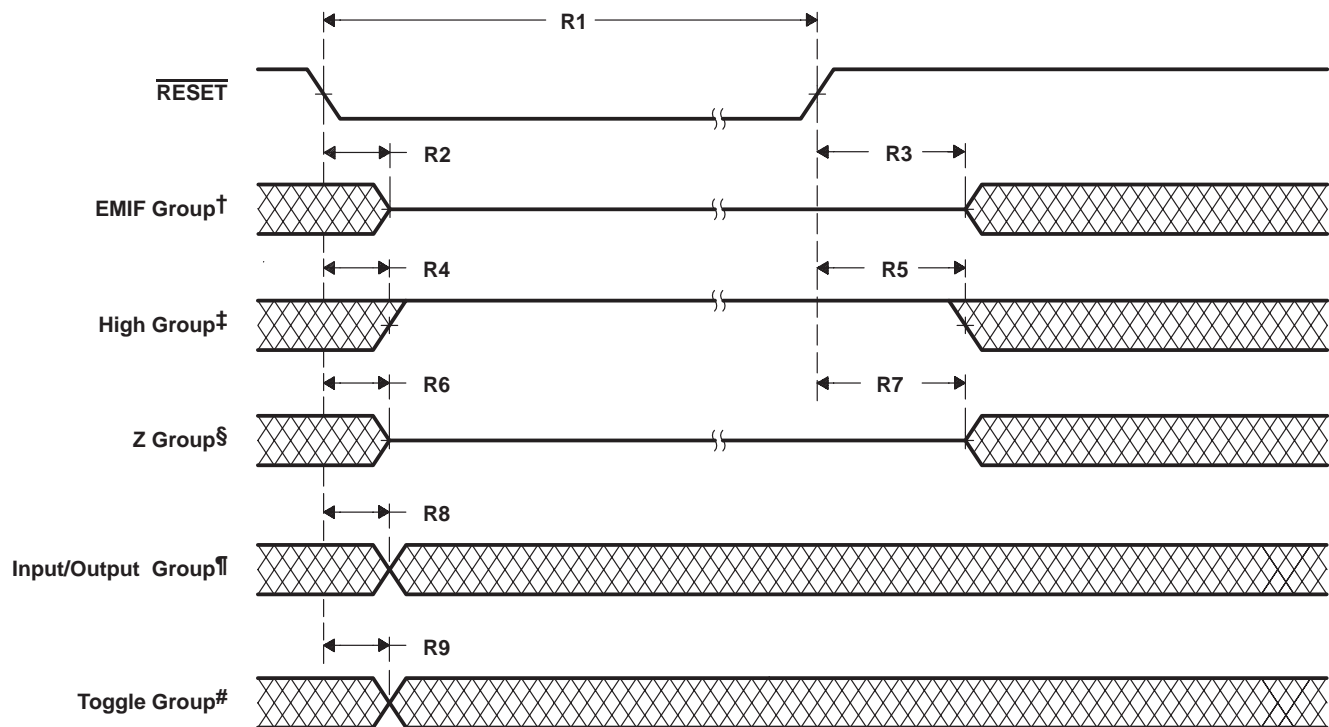 R1
RESET
R2
R3
EMIF Group†
R4
R5
High Group‡
R6
R7
Z Group§
R8
Input/Output Group¶
R9
Toggle Group#